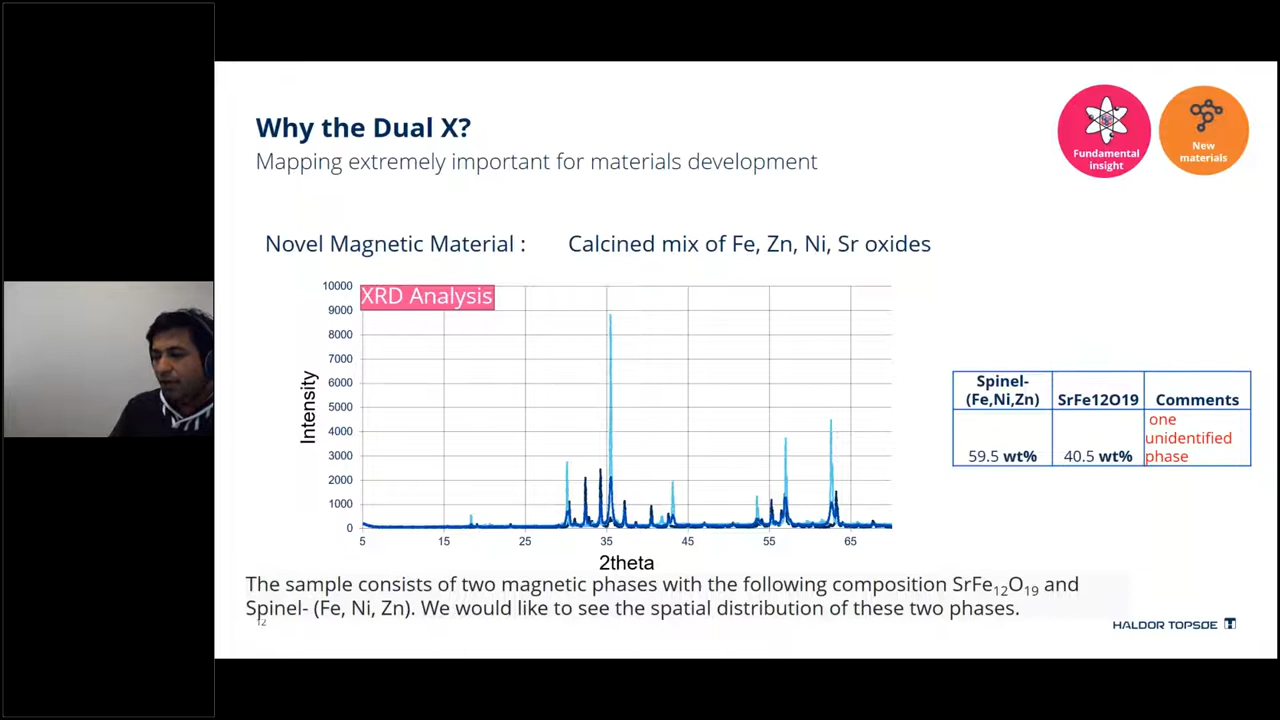 Why the Dual X?
Mapping extremely important for materials development
Fundamental
insight
New
materials
Novel Magnetic Material : Calcined mix of Fe, Zn, Ni, Sr oxides
XRD Analysis
10000
9000
8000
7000
6000
5000
4000
3000
2000
1000
0
Intensity
5 15 25 35 45 55 65
2theta
Spinel-
(Fe,Ni,Zn) SrFe12O19 Comments
one
unidentified
59.5 wt% 40.5 wt% phase
The sample consists of two magnetic phases with the following composition SrFe₁₂O₁₉ and
Spinel- (Fe, Ni, Zn). We would like to see the spatial distribution of these two phases.
12
HALDOR TOPSØE